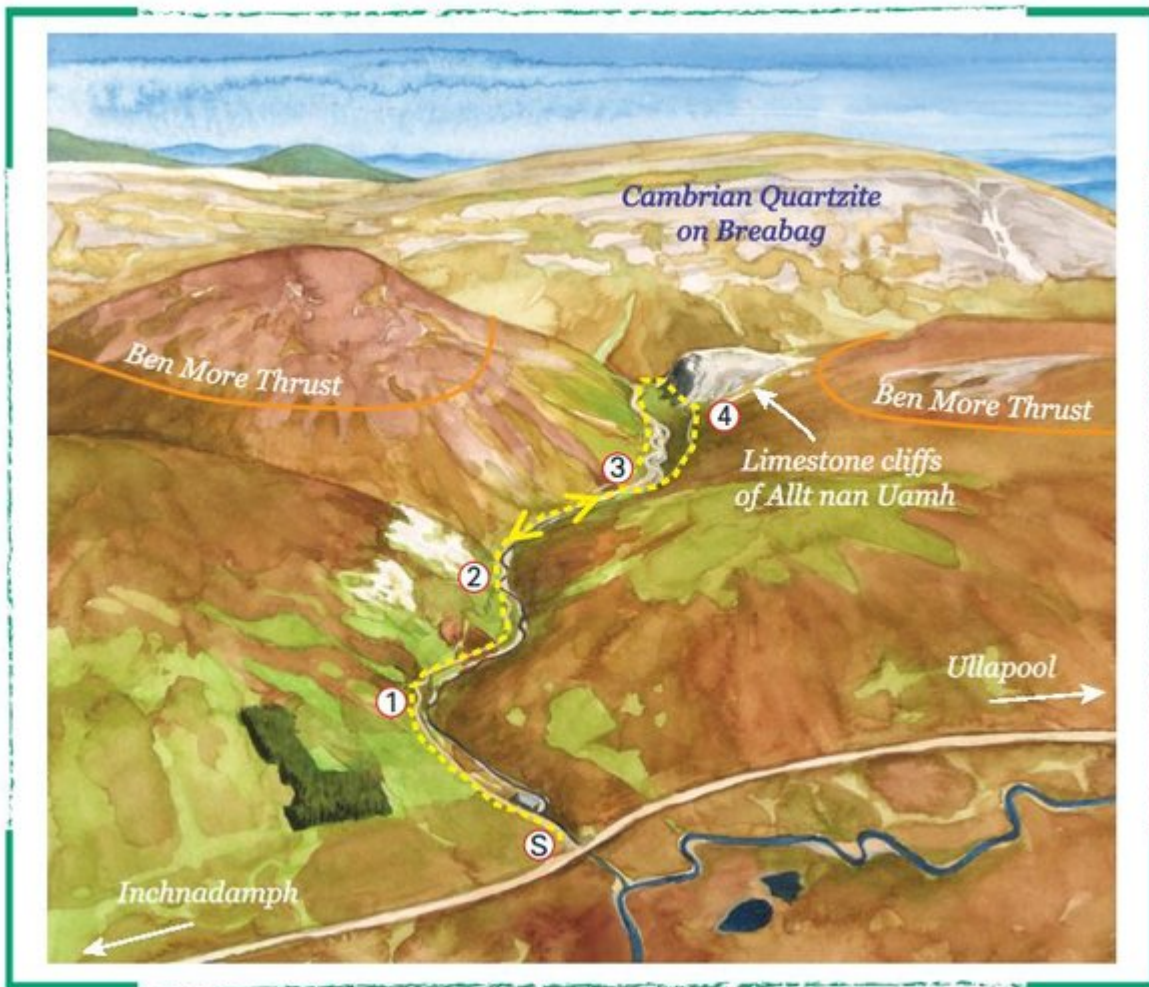 Cambrian Quartzite
on Breabag
Ben More Thrust
Ben More Thrust
4
3
Limestone cliffs
of Allt nan Uamh
2
Ullapool
1
S
Inchnadamph